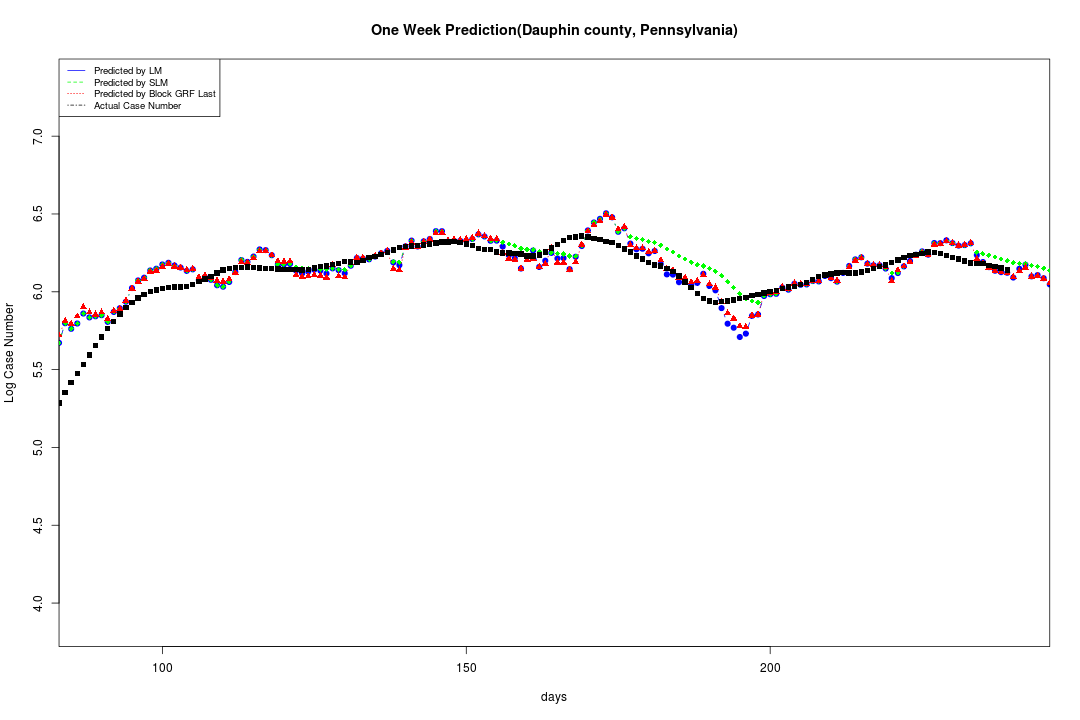 One Week Prediction(Dauphin county, Pennsylvania)
Predicted by LM
Predicted by SLM
Predicted by Block GRF Last
Actual Case Number
7.0
6.5
6.0
5.5
5.0
4.5
4.0
Log Case Number
100 150 200
days